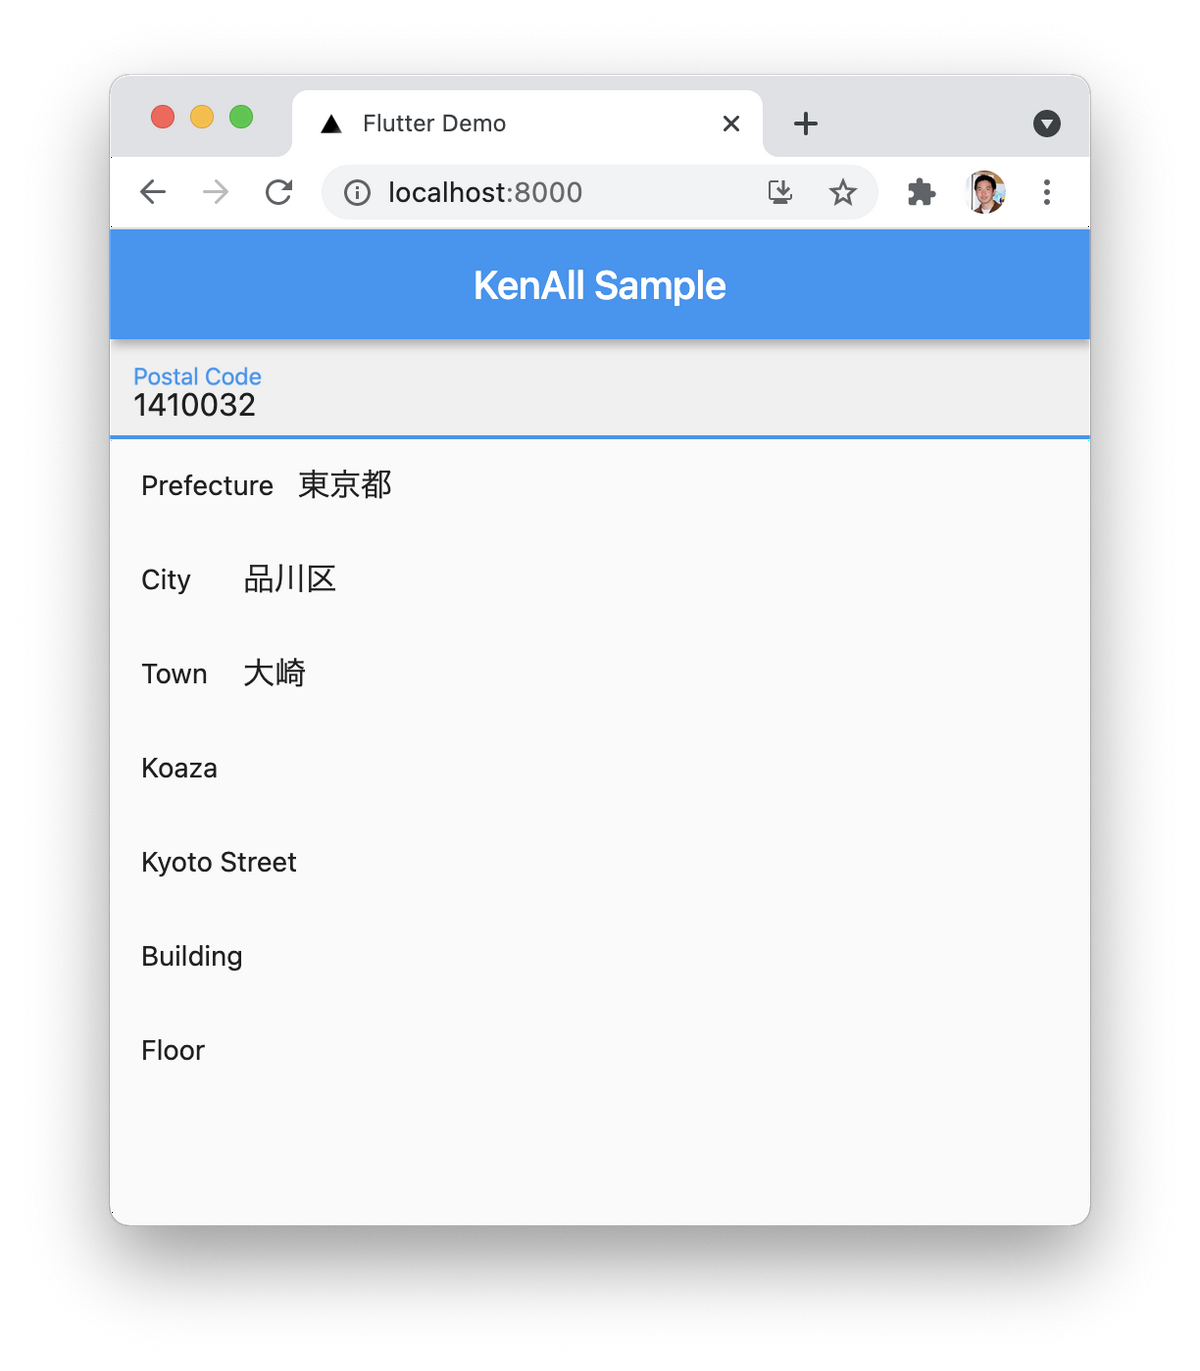 Flutter Demo
localhost:8000
KenAll Sample
Postal Code
1410032
Prefecture 東京都
City 品川区
Town 大崎
Koaza
Kyoto Street
Building
Floor